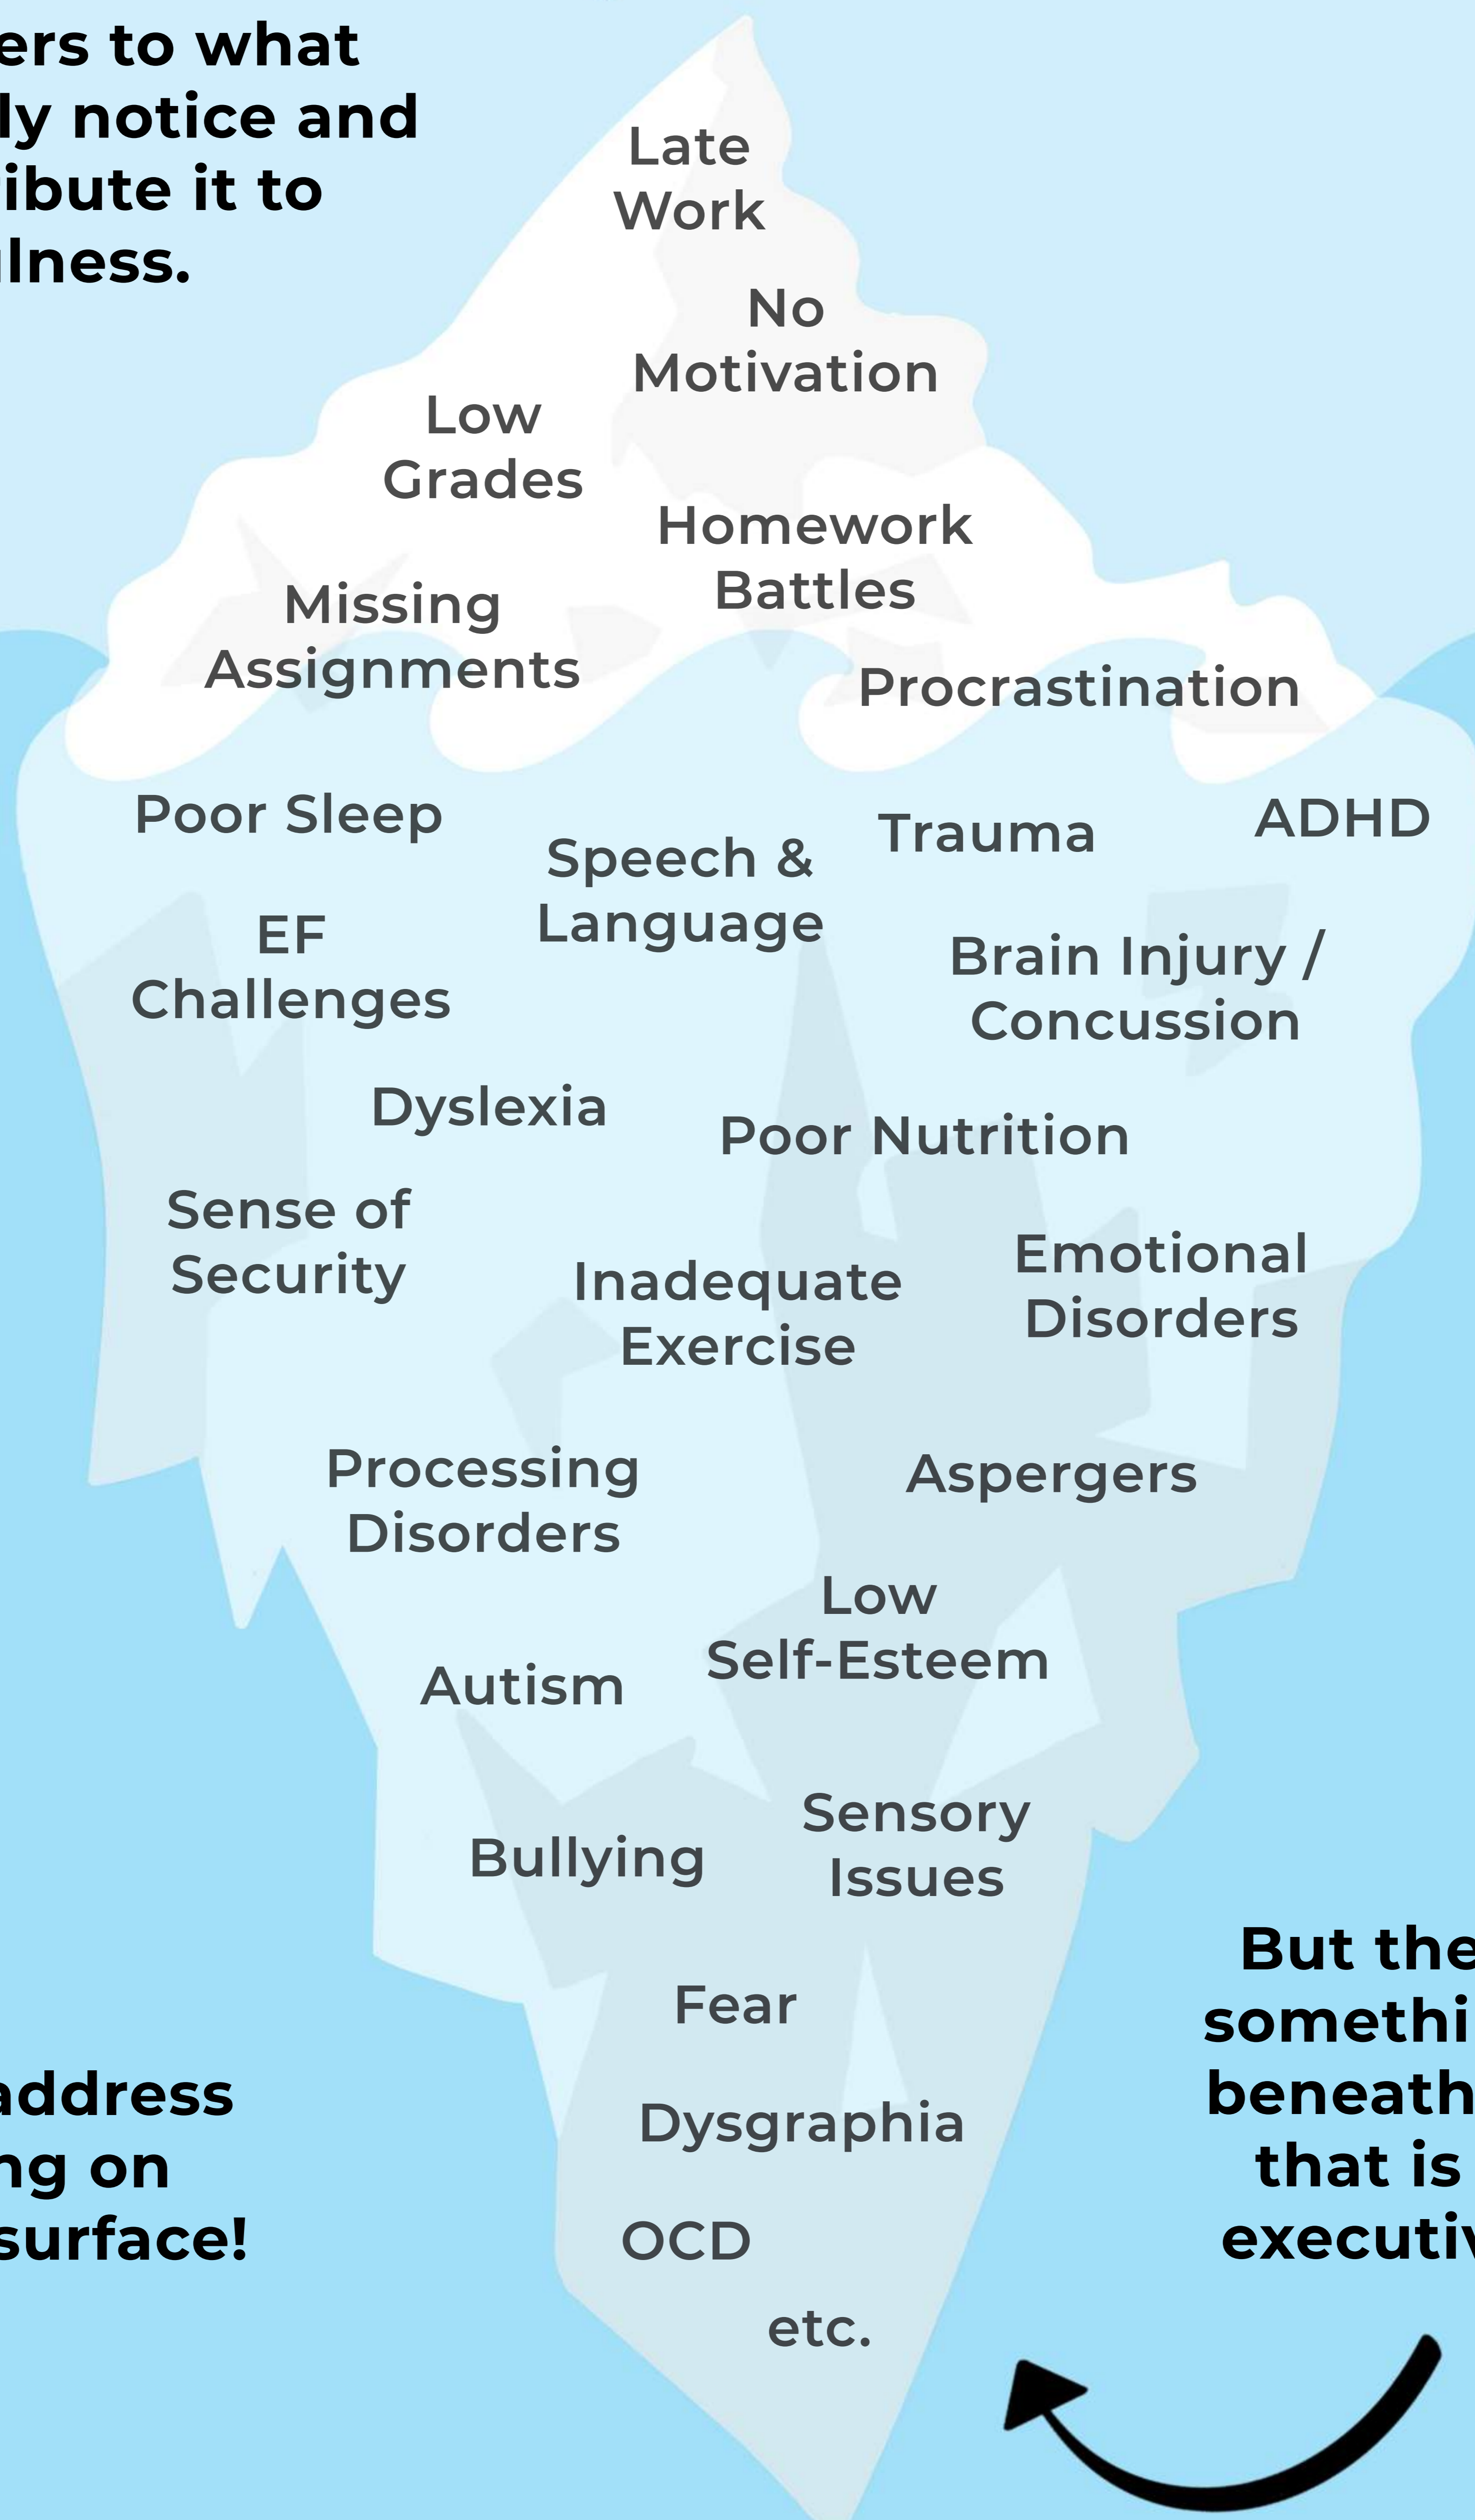 ers to what
ly notice and
ibute it to
lness.
Late
Work
No
Motivation
Low
Grades
Homework
Battles
Missing
Assignments
Procrastination
Poor Sleep
Speech &
Language
Trauma
ADHD
EF
Challenges
Brain Injury /
Concussion
Dyslexia
Poor Nutrition
Sense of
Security
Inadequate
Exercise
Emotional
Disorders
Processing
Disorders
Aspergers
Low
Self-Esteem
Autism
Sensory
Issues
Bullying
Fear
Dysgraphia
OCD
etc.
address
ng on
surface!
But the
somethi
beneath
that is
executiv